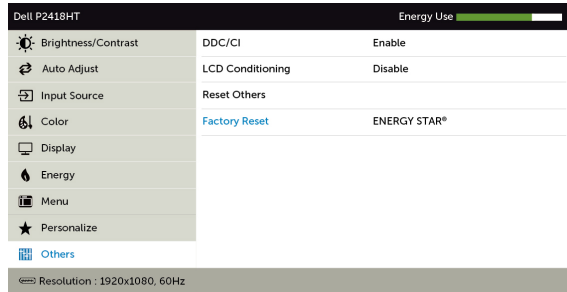 Dell P2418HT Energy Use
Brightness/Contrast DDC/CI Enable
Auto Adjust LCD Conditioning Disable
Input Source Reset Others
Color Factory Reset ENERGY STAR®
Display
Energy
Menu
Personalize
Others
Resolution : 1920x1080, 60Hz